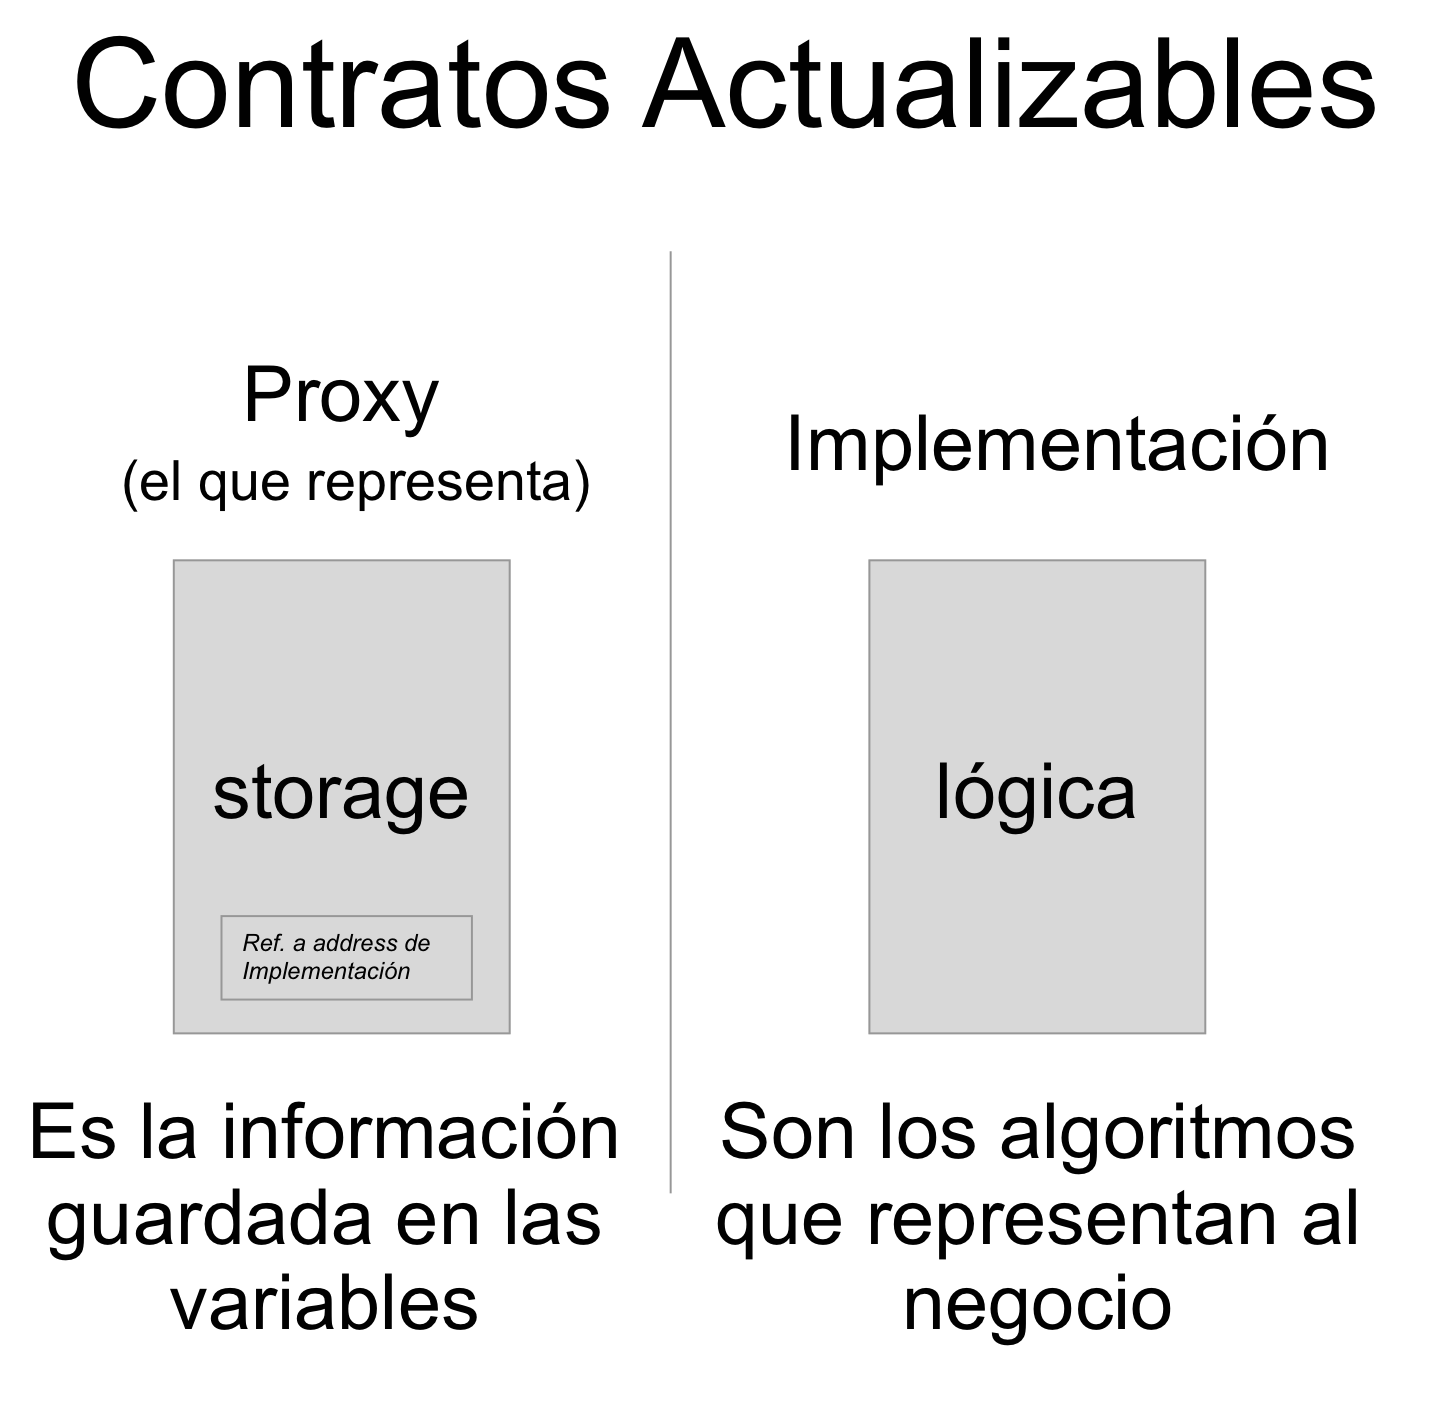 Contratos Actualizables
Proxy
(el que representa)
storage
Ref. a address de
Implementación
Es la información
guardada en las
variables
Implementación
lógica
Son los algoritmos
que representan al
negocio